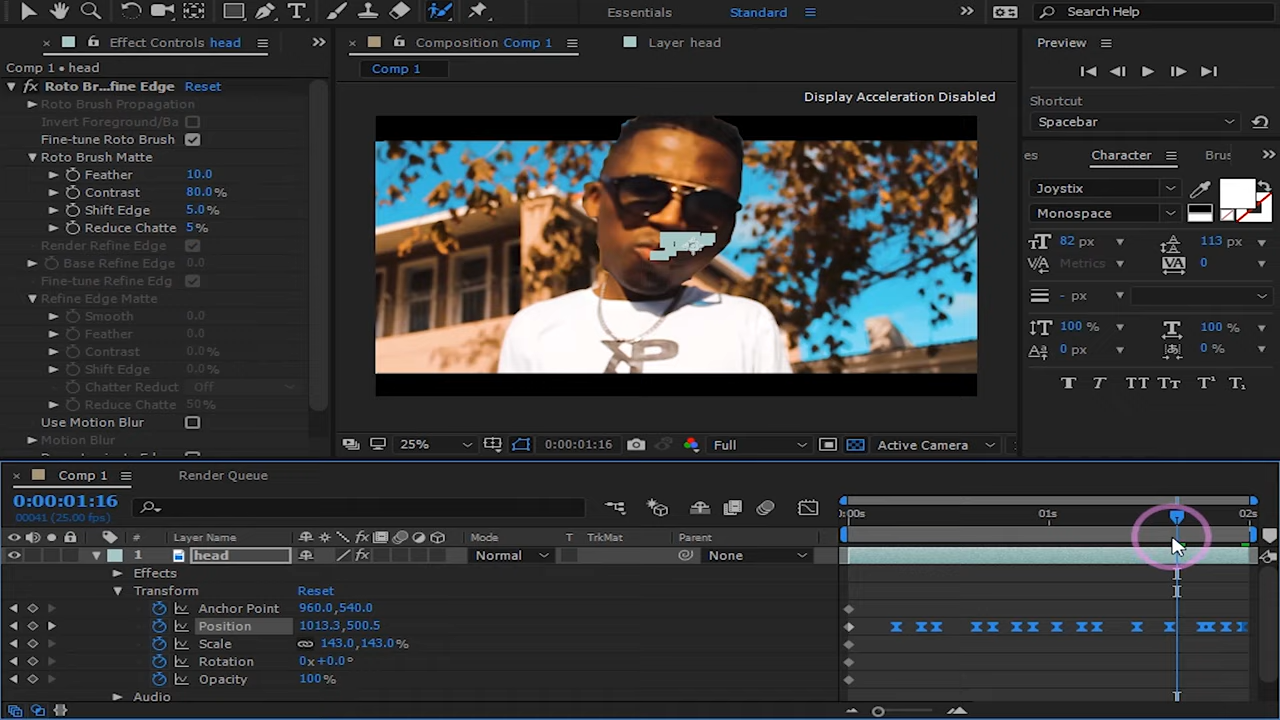 Essentials
Standard
Search Help
Effect Controls head
Comp 1 • head
fx Roto Br...fine Edge Reset
Roto Brush Propagation
Invert Foreground/Ba
Fine-tune Roto Brush
Roto Brush Matte
Feather 10.0
Contrast 80.0 %
Shift Edge 5.0 %
Reduce Chatte 5 %
Render Refine Edge
Base Refine Edge 0.0
Fine-tune Refine Edg
Refine Edge Matte
Smooth 0.0
Feather 0.0
Contrast 0.0 %
Shift Edge 0.0 %
Chatter Reduct Off
Reduce Chatte 50 %
Use Motion Blur
Motion Blur
Composition Comp 1
Layer head
Comp 1
Display Acceleration Disabled
XP
25%
0:00:01:16
Full
Active Camera
Preview
Shortcut
Spacebar
es
Character
Brus
Joystix
Monospace
82 px
113 px
Metrics
0
- px
100 %
100 %
0 px
0 %
Comp 1
Render Queue
0:00:01:16
00041 (25.00 fps)
# Layer Name
Mode
T TrkMat
Parent
1 head
Normal
None
Effects
Transform Reset
Anchor Point 960.0,540.0
Position 1013.3,500.5
Scale 143.0,143.0%
Rotation 0x+0.0°
Opacity 100%
Audio
:00s
01s
02s